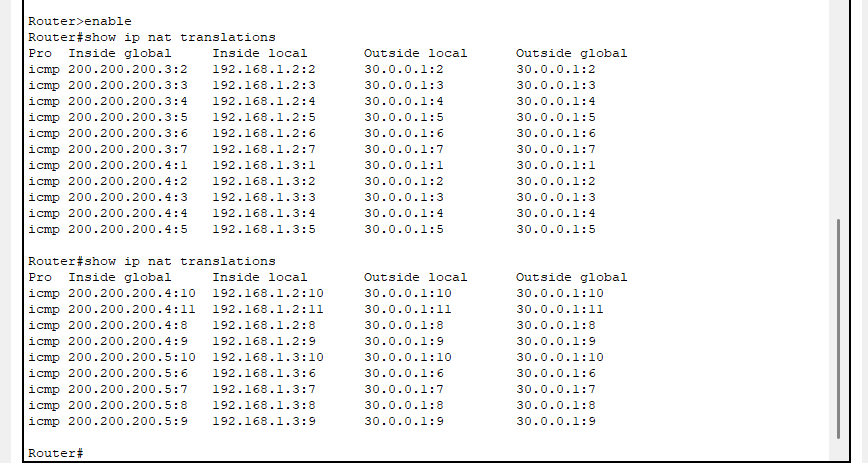 Router>enable
Router#show ip nat translations
Pro  Inside global     Inside local       Outside local      Outside global
icmp 200.200.200.3:2   192.168.1.2:2      30.0.0.1:2         30.0.0.1:2
icmp 200.200.200.3:3   192.168.1.2:3      30.0.0.1:3         30.0.0.1:3
icmp 200.200.200.3:4   192.168.1.2:4      30.0.0.1:4         30.0.0.1:4
icmp 200.200.200.3:5   192.168.1.2:5      30.0.0.1:5         30.0.0.1:5
icmp 200.200.200.3:6   192.168.1.2:6      30.0.0.1:6         30.0.0.1:6
icmp 200.200.200.3:7   192.168.1.2:7      30.0.0.1:7         30.0.0.1:7
icmp 200.200.200.4:1   192.168.1.3:1      30.0.0.1:1         30.0.0.1:1
icmp 200.200.200.4:2   192.168.1.3:2      30.0.0.1:2         30.0.0.1:2
icmp 200.200.200.4:3   192.168.1.3:3      30.0.0.1:3         30.0.0.1:3
icmp 200.200.200.4:4   192.168.1.3:4      30.0.0.1:4         30.0.0.1:4
icmp 200.200.200.4:5   192.168.1.3:5      30.0.0.1:5         30.0.0.1:5
Router#show ip nat translations
Pro  Inside global     Inside local       Outside local      Outside global
icmp 200.200.200.4:10  192.168.1.2:10     30.0.0.1:10        30.0.0.1:10
icmp 200.200.200.4:11  192.168.1.2:11     30.0.0.1:11        30.0.0.1:11
icmp 200.200.200.4:8   192.168.1.2:8      30.0.0.1:8         30.0.0.1:8
icmp 200.200.200.4:9   192.168.1.2:9      30.0.0.1:9         30.0.0.1:9
icmp 200.200.200.5:10  192.168.1.3:10     30.0.0.1:10        30.0.0.1:10
icmp 200.200.200.5:6   192.168.1.3:6      30.0.0.1:6         30.0.0.1:6
icmp 200.200.200.5:7   192.168.1.3:7      30.0.0.1:7         30.0.0.1:7
icmp 200.200.200.5:8   192.168.1.3:8      30.0.0.1:8         30.0.0.1:8
icmp 200.200.200.5:9   192.168.1.3:9      30.0.0.1:9         30.0.0.1:9
Router#